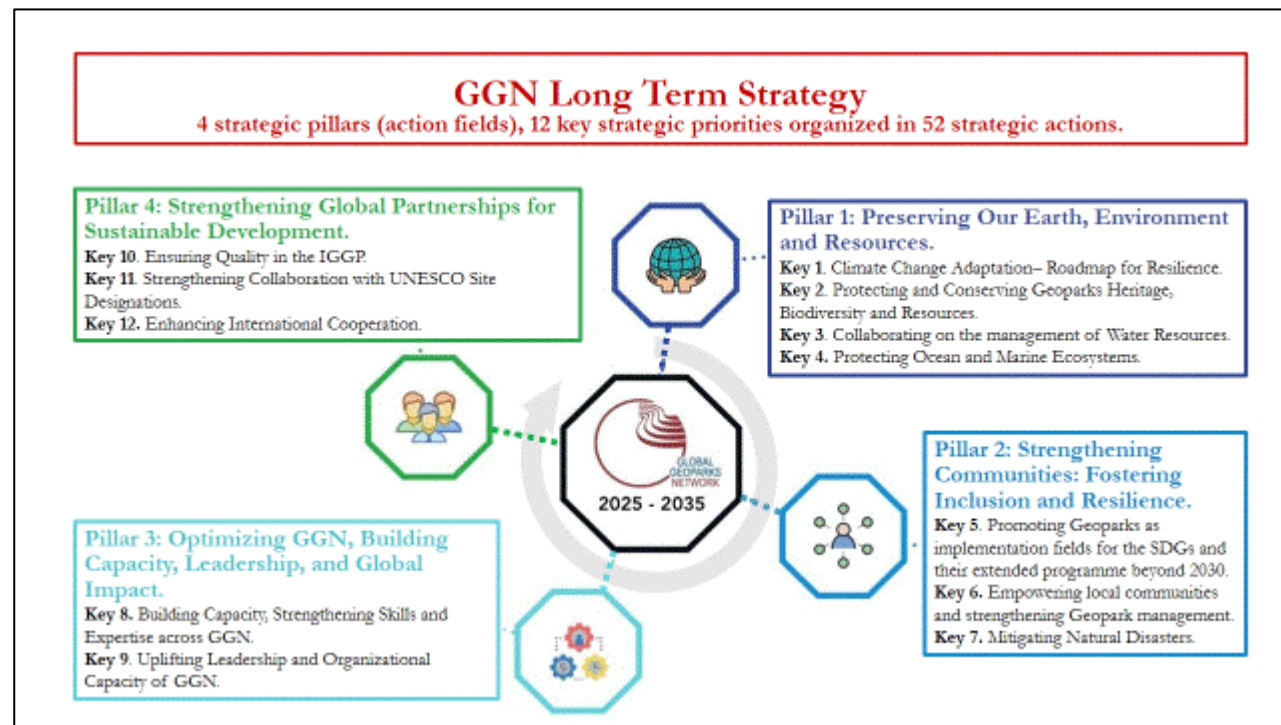 GGN Long Term Strategy
4 strategic pillars (action fields), 12 key strategic priorities organized in 52 strategic actions.
Pillar 4: Strengthening Global Partnerships for
Sustainable Development.
Key 10. Ensuring Quality in the IGGP.
Key 11. Strengthening Collaboration with UNESCO Site
Designations.
Key 12. Enhancing International Cooperation.
Pillar 1: Preserving Our Earth, Environment
and Resources.
Key 1. Climate Change Adaptation– Roadmap for Resilience.
Key 2. Protecting and Conserving Geoparks Heritage,
Biodiversity and Resources.
Key 3. Collaborating on the management of Water Resources.
Key 4. Protecting Ocean and Marine Ecosystems.
GLOBAL
GEOPARKS
NETWORK
2025 - 2035
Pillar 2: Strengthening
Communities: Fostering
Inclusion and Resilience.
Key 5. Promoting Geoparks as
implementation fields for the SDGs and
their extended programme beyond 2030.
Key 6. Empowering local communities
and strengthening Geopark management.
Key 7. Mitigating Natural Disasters.
Pillar 3: Optimizing GGN, Building
Capacity, Leadership, and Global
Impact.
Key 8. Building Capacity, Strengthening Skills and
Expertise across GGN.
Key 9. Uplifting Leadership and Organizational
Capacity of GGN.